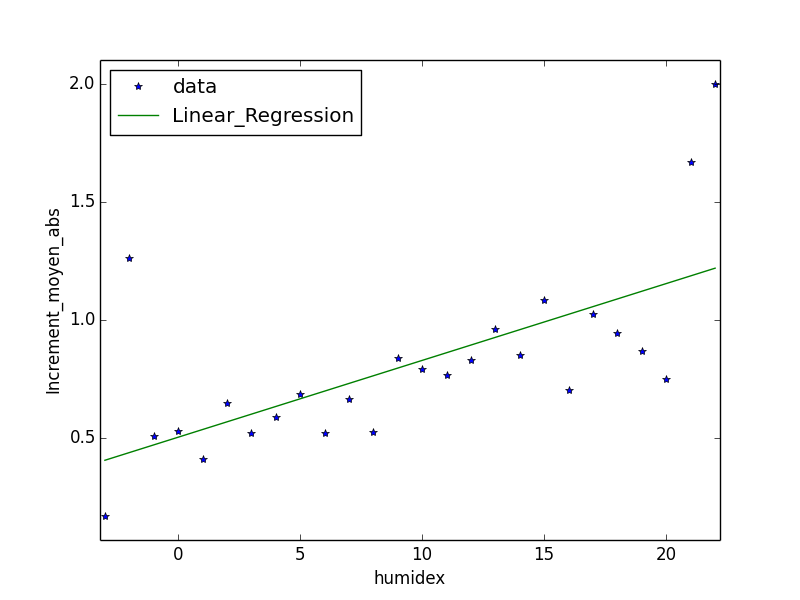 data
Linear_Regression
2.0
1.5
1.0
0.5
Increment_moyen_abs
0 5 10 15 20
humidex